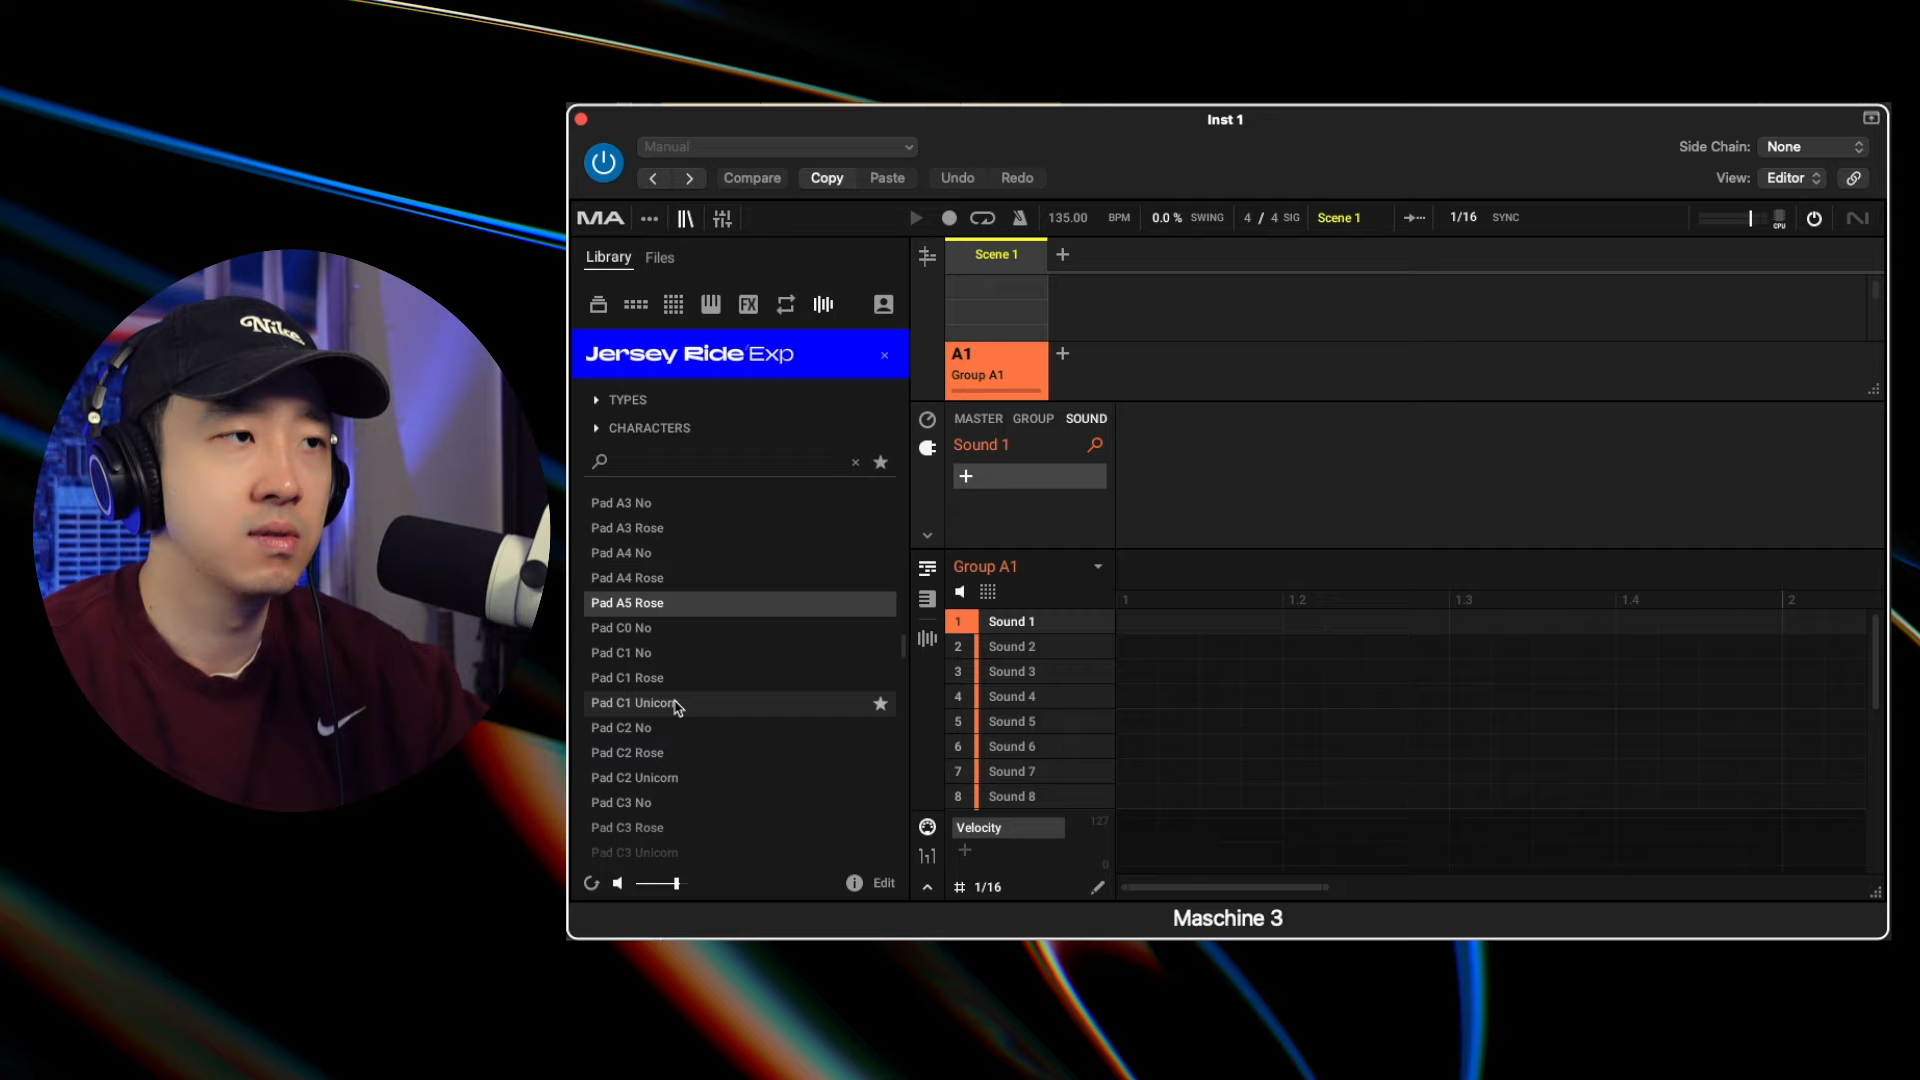 Inst 1
Manual
Side Chain: None
Compare Copy Paste Undo Redo
View: Editor
MA 135.00 BPM 0.0 % SWING 4 / 4 SIG Scene 1 1/16 SYNC
CPU
Library Files
Scene 1
FX
Jersey Ride Exp
A1
Group A1
TYPES
CHARACTERS
MASTER GROUP SOUND
Sound 1
Pad A3 No
Pad A3 Rose
Pad A4 No
Pad A4 Rose
Pad A5 Rose
Pad C0 No
Pad C1 No
Pad C1 Rose
Pad C1 Unicorn
Pad C2 No
Pad C2 Rose
Pad C2 Unicorn
Pad C3 No
Pad C3 Rose
Pad C3 Unicorn
Edit
Group A1
1 1.2 1.3 1.4 2
1 Sound 1
2 Sound 2
3 Sound 3
4 Sound 4
5 Sound 5
6 Sound 6
7 Sound 7
8 Sound 8
Velocity 127
0
1/16
Maschine 3
Nike